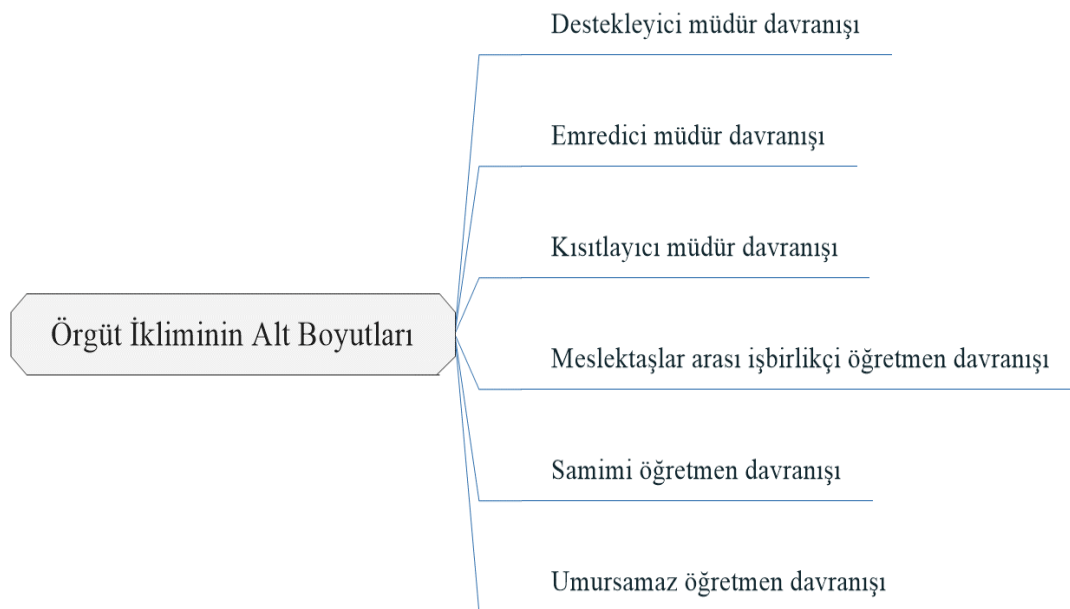 Destekleyici müdür davranışı
Emredici müdür davranışı
Kısıtlayıcı müdür davranışı
Örgüt İkliminin Alt Boyutları
Meslektaşlar arası işbirlikçi öğretmen davranışı
Samimi öğretmen davranışı
Umursamaz öğretmen davranışı